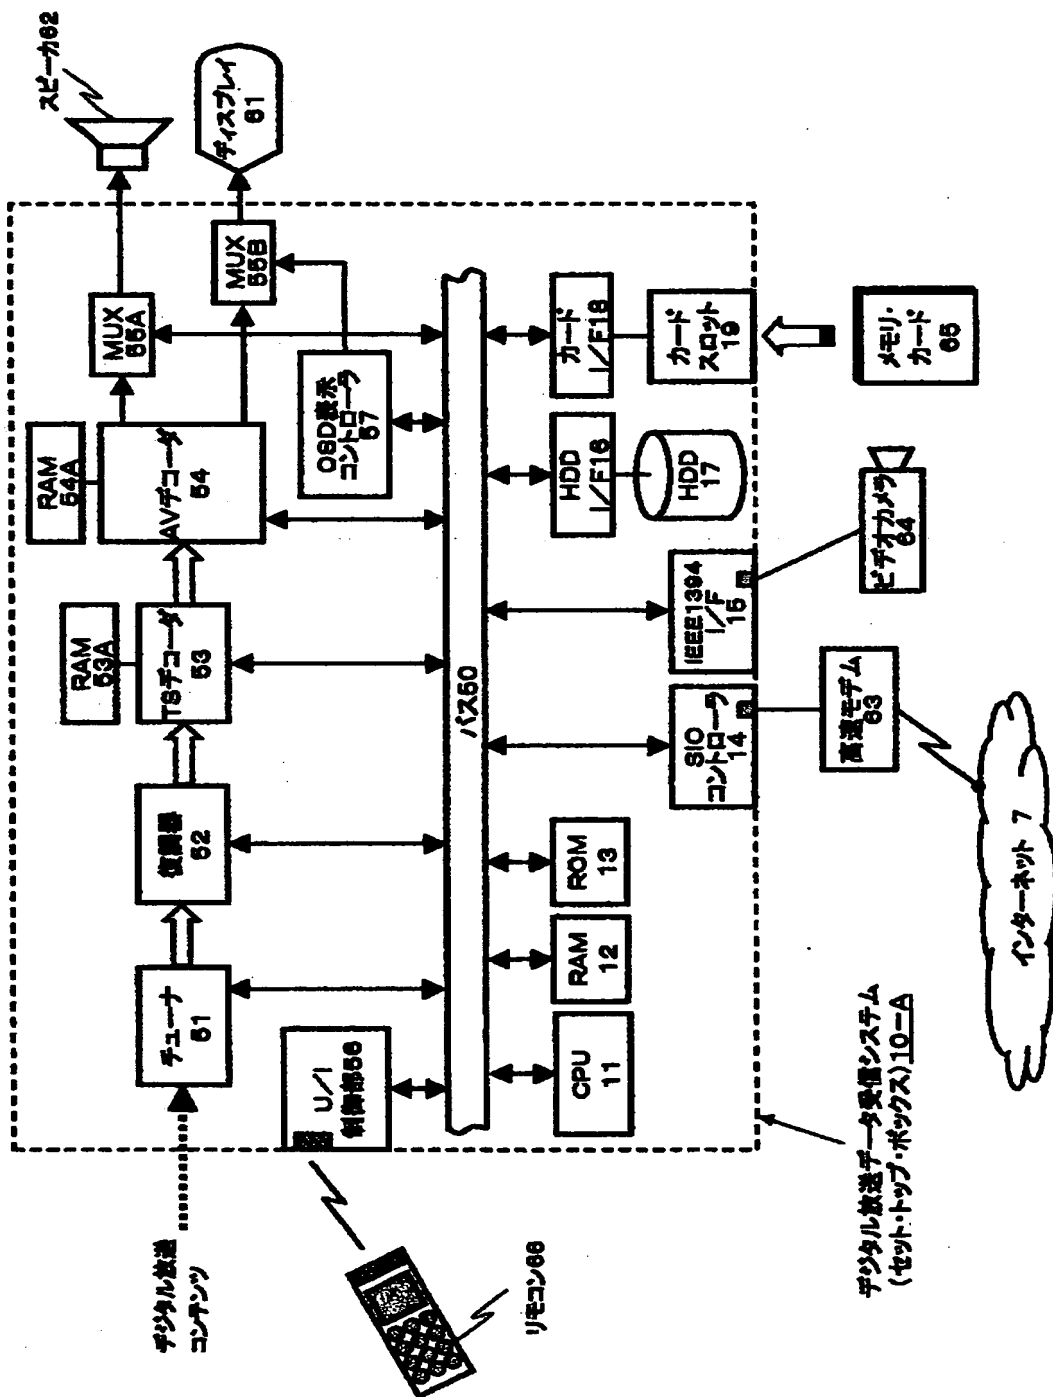 デジタル放送
コンテンツ
チューナ
51
復調器
52
RAM
53A
TSデコーダ
53
RAM
54A
AVデコーダ
54
MUX
55A
スピーカ62
MUX
55B
ディスプレイ
61
OSD表示
コントローラ
57
U/I
制御部56
リモコン66
バス50
CPU
11
RAM
12
ROM
13
SIO
コントローラ
14
IEEE1394
I/F
15
HDD
I/F16
HDD
17
カード
I/F18
カード
スロット
19
高速モデム
63
ビデオカメラ
64
メモリ・
カード
65
インターネット 7
デジタル放送データ受信システム
(セット・トップ・ボックス)10-A